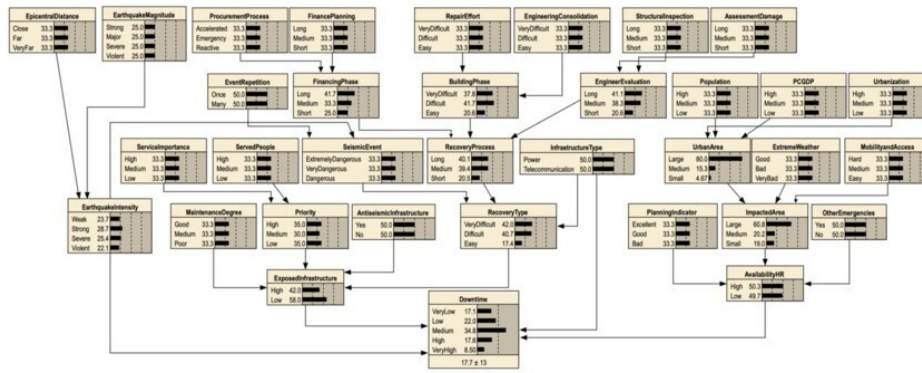 EpicentralDistance
Close 33.3
Far 33.3
VeryFar 33.3
EarthquakeMagnitude
Strong 25.0
Major 25.0
Severe 25.0
Violent 25.0
ProcurementProcess
Accelerated 33.3
Emergency 33.3
Reactive 33.3
FinancePlanning
Long 33.3
Medium 33.3
Short 33.3
RepairEffort
VeryDifficult 33.3
Difficult 33.3
Easy 33.3
EngineeringConsolidation
VeryDifficult 33.3
Difficult 33.3
Easy 33.3
StructuralInspection
Long 33.3
Medium 33.3
Short 33.3
AssessmentDamage
Long 33.3
Medium 33.3
Short 33.3
EventRepetition
Once 50.0
Many 50.0
FinancingPhase
Long 41.7
Medium 33.3
Short 25.0
BuildingPhase
VeryDifficult 37.8
Difficult 41.7
Easy 20.6
EngineerEvaluation
Long 41.1
Medium 38.3
Short 20.6
Population
High 33.3
Medium 33.3
Low 33.3
PCGDP
High 33.3
Medium 33.3
Low 33.3
Urbanization
High 33.3
Medium 33.3
Low 33.3
ServiceImportance
High 33.3
Medium 33.3
Low 33.3
ServedPeople
High 33.3
Medium 33.3
Low 33.3
SeismicEvent
ExtremelyDangerous 33.3
VeryDangerous 33.3
Dangerous 33.3
RecoveryProcess
Long 40.1
Medium 39.4
Short 20.5
InfrastructureType
Power 50.0
Telecommunication 50.0
UrbanArea
Large 80.0
Medium 15.3
Small 4.67
ExtremeWeather
Good 33.3
Bad 33.3
VeryBad 33.3
MobilityandAccess
Hard 33.3
Medium 33.3
Easy 33.3
EarthquakeIntensity
Weak 23.7
Strong 28.7
Severe 25.4
Violent 22.1
MaintenanceDegree
Good 33.3
Medium 33.3
Poor 33.3
Priority
High 35.0
Medium 30.0
Low 35.0
AntiseismicInfrastructure
Yes 50.0
No 50.0
RecoveryType
VeryDifficult 42.0
Difficult 40.7
Easy 17.4
PlanningIndicator
Excellent 33.3
Good 33.3
Bad 33.3
ImpactedArea
Large 60.8
Medium 20.2
Small 19.0
OtherEmergencies
Yes 50.0
No 50.0
ExposedInfrastructure
High 42.0
Low 58.0
AvailabilityHR
High 50.3
Low 49.7
Downtime
VeryLow 17.1
Low 22.0
Medium 34.8
High 17.6
VeryHigh 8.50
17.7 ± 13